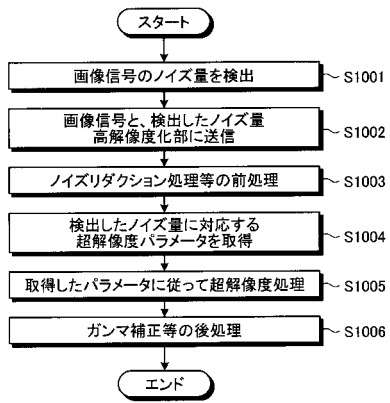 スタート
画像信号のノイズ量を検出
S1001
画像信号と、検出したノイズ量
高解像度化部に送信
S1002
ノイズリダクション処理等の前処理
S1003
検出したノイズ量に対応する
超解像度パラメータを取得
S1004
取得したパラメータに従って超解像度処理
S1005
ガンマ補正等の後処理
S1006
エンド